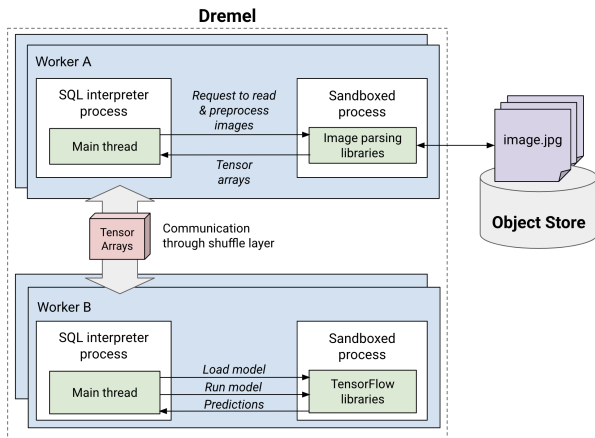 Dremel
Worker A
SQL interpreter
process
Main thread
Request to read
& preprocess
images
Tensor
arrays
Sandboxed
process
Image parsing
libraries
image.jpg
Object Store
Tensor
Arrays
Communication
through shuffle layer
Worker B
SQL interpreter
process
Main thread
Load model
Run model
Predictions
Sandboxed
process
TensorFlow
libraries